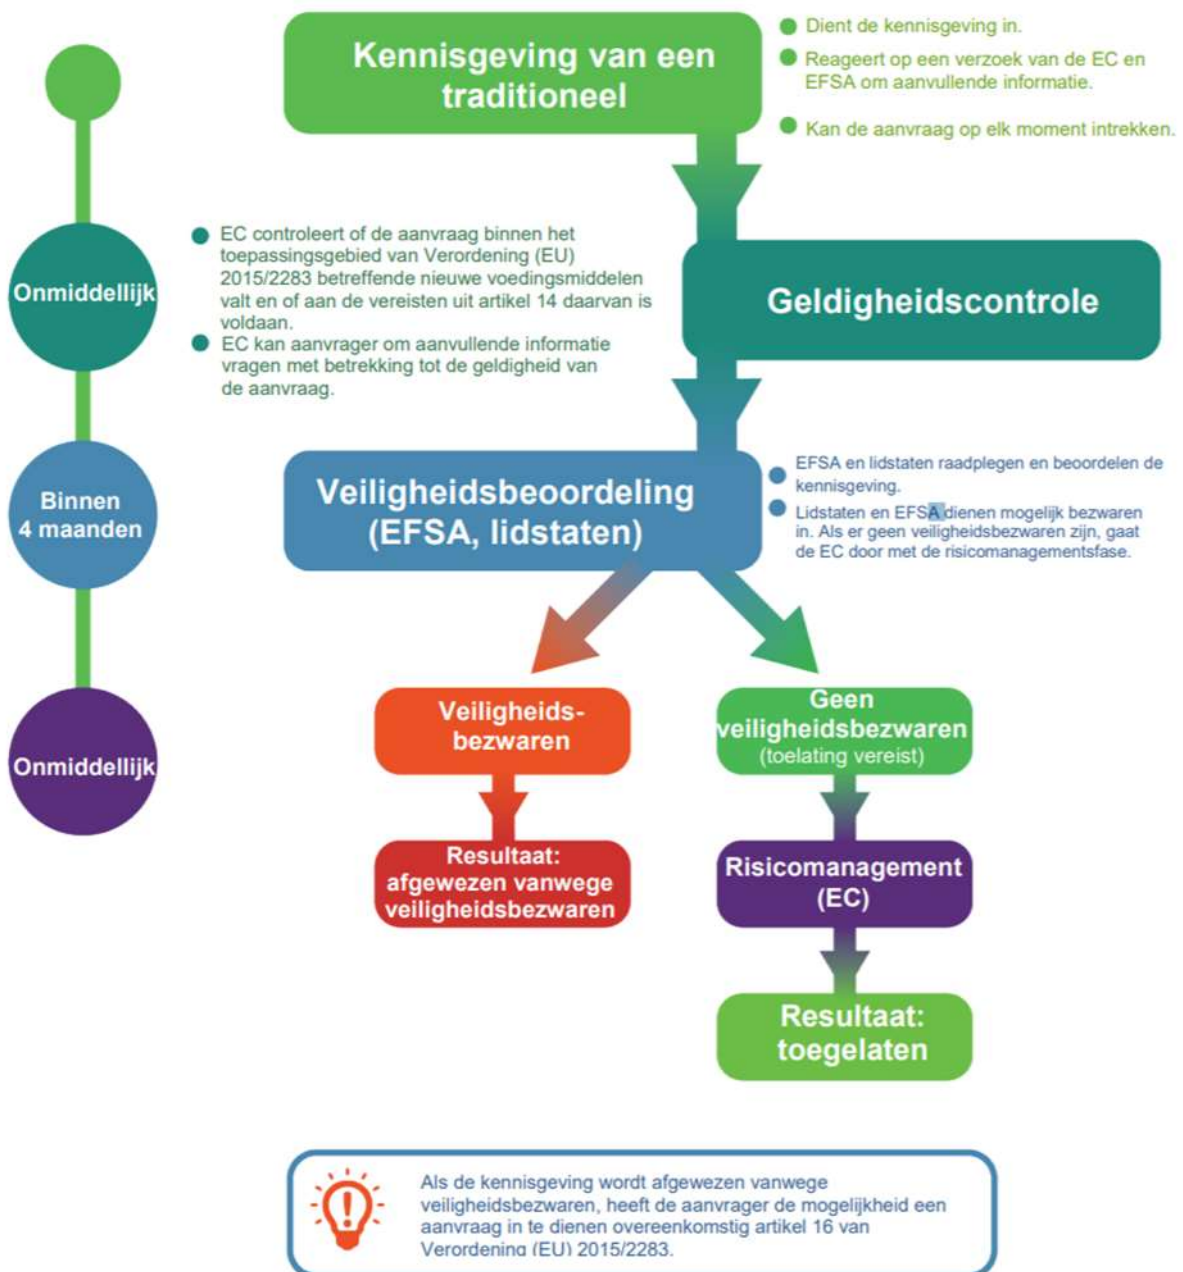 Kennisgeving van een
traditioneel
Dient de kennisgeving in.
Reageert op een verzoek van de EC en
EFSA om aanvullende informatie.
Kan de aanvraag op elk moment intrekken.
Onmiddellijk
EC controleert of de aanvraag binnen het
toepassingsgebied van Verordening (EU)
2015/2283 betreffende nieuwe voedingsmiddelen
valt en of aan de vereisten uit artikel 14 daarvan is
voldaan.
EC kan aanvrager om aanvullende informatie
vragen met betrekking tot de geldigheid van
de aanvraag.
Geldigheidscontrole
Binnen
4 maanden
Veiligheidsbeoordeling
(EFSA, lidstaten)
EFSA en lidstaten raadplegen en beoordelen de
kennisgeving.
Lidstaten en EFSA dienen mogelijk bezwaren
in. Als er geen veiligheidsbezwaren zijn, gaat
de EC door met de risicomanagementsfase.
Onmiddellijk
Veiligheids-
bezwaren
Geen
veiligheidsbezwaren
(toelating vereist)
Resultaat:
afgewezen vanwege
veiligheidsbezwaren
Risicomanagement
(EC)
Resultaat:
toegelaten
Als de kennisgeving wordt afgewezen vanwege
veiligheidsbezwaren, heeft de aanvrager de mogelijkheid een
aanvraag in te dienen overeenkomstig artikel 16 van
Verordening (EU) 2015/2283.